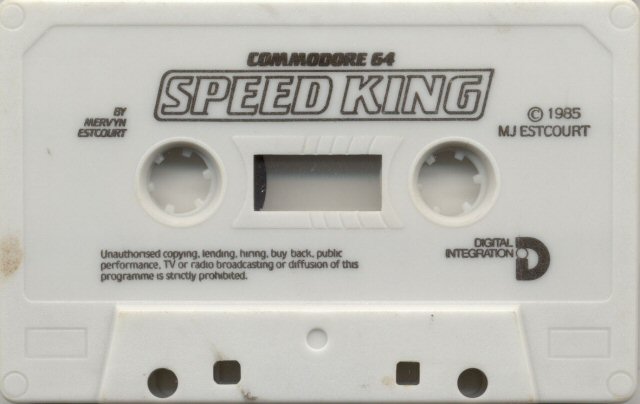 COMMODORE 64
SPEED KING
BY
MERVYN
ESTCOURT
© 1985
MJ ESTCOURT
DIGITAL
INTEGRATION
Unauthorised copying, lending, hiring, buy back, public
performance, TV or radio broadcasting or diffusion of this
programme is strictly prohibited.